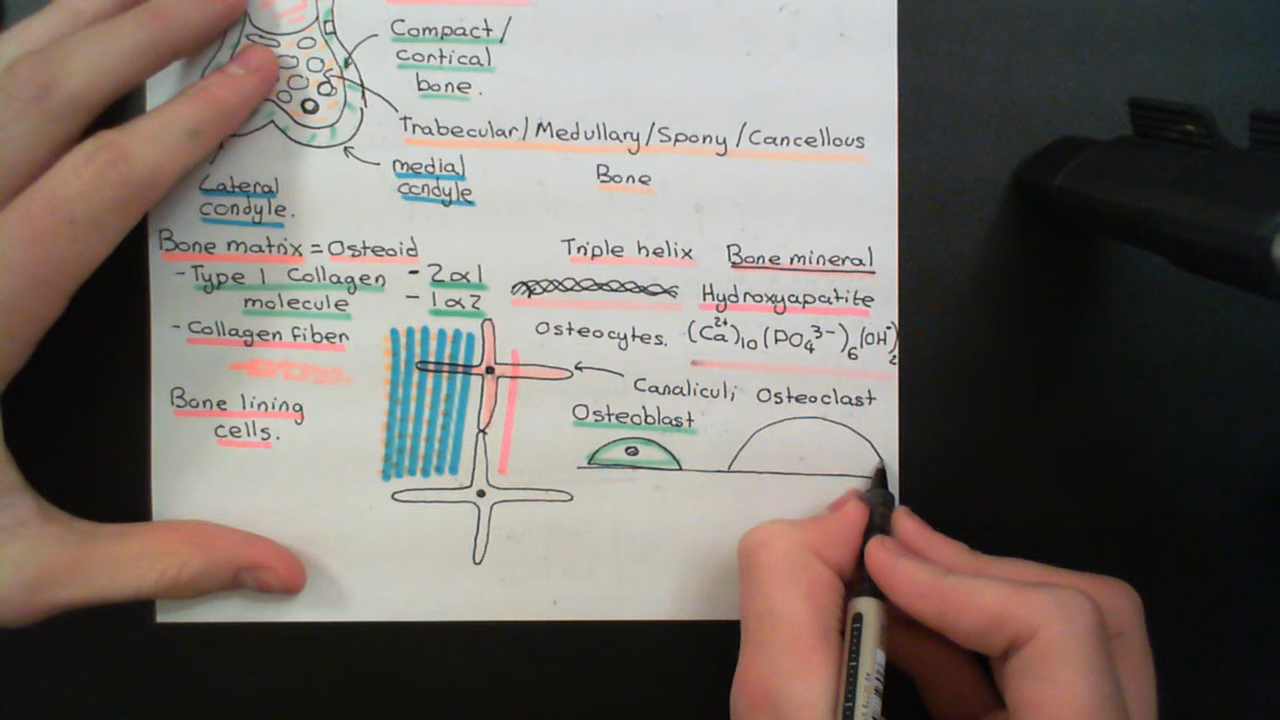 Compact/
cortical
bone.
Trabecular/Medullary/Spony/Cancellous
Bone
medial
condyle
Lateral
condyle.
Bone matrix = Osteoid
- Type 1 Collagen
molecule
- 2α1
- 1α2
- Collagen fiber
Bone lining
cells.
Triple helix
Bone mineral
Hydroxyapatite
(Ca²⁺)₁₀ (PO₄³⁻)₆ (OH⁻)₂
Osteocytes.
Canaliculi
Osteoclast
Osteoblast